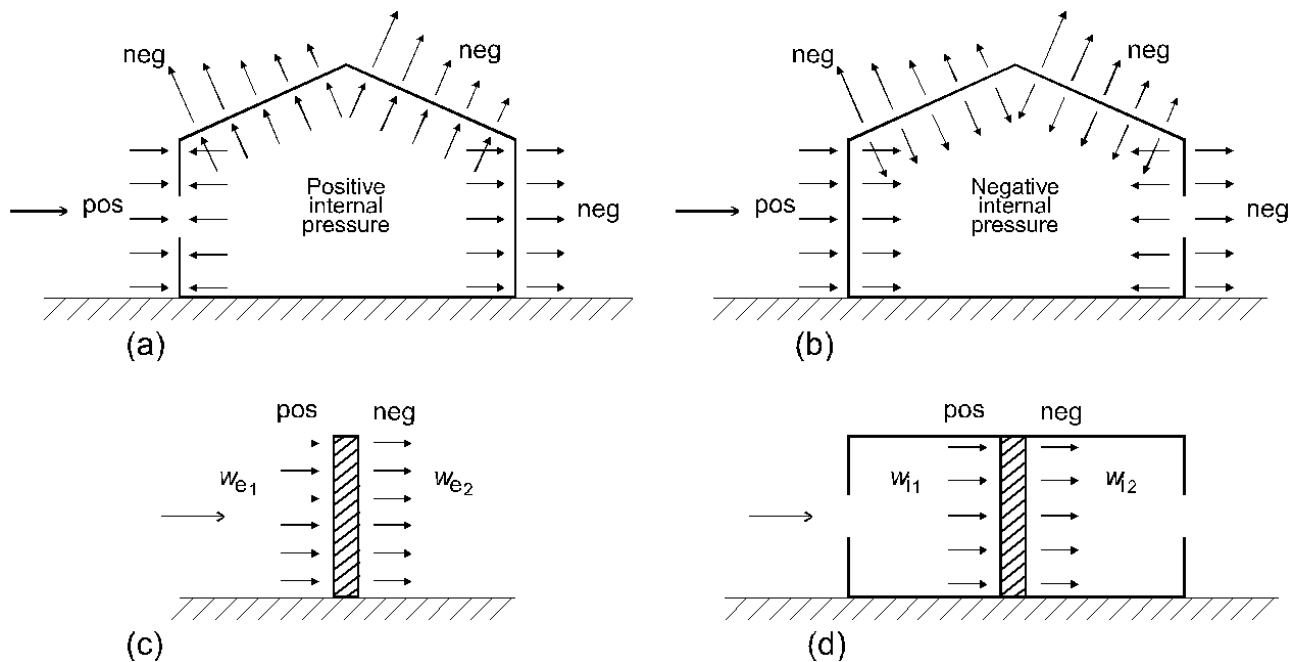 neg
neg
pos
Positive
internal
pressure
neg
(a)
neg
neg
pos
Negative
internal
pressure
neg
(b)
pos
neg
we1
we2
(c)
pos
neg
wi1
wi2
(d)